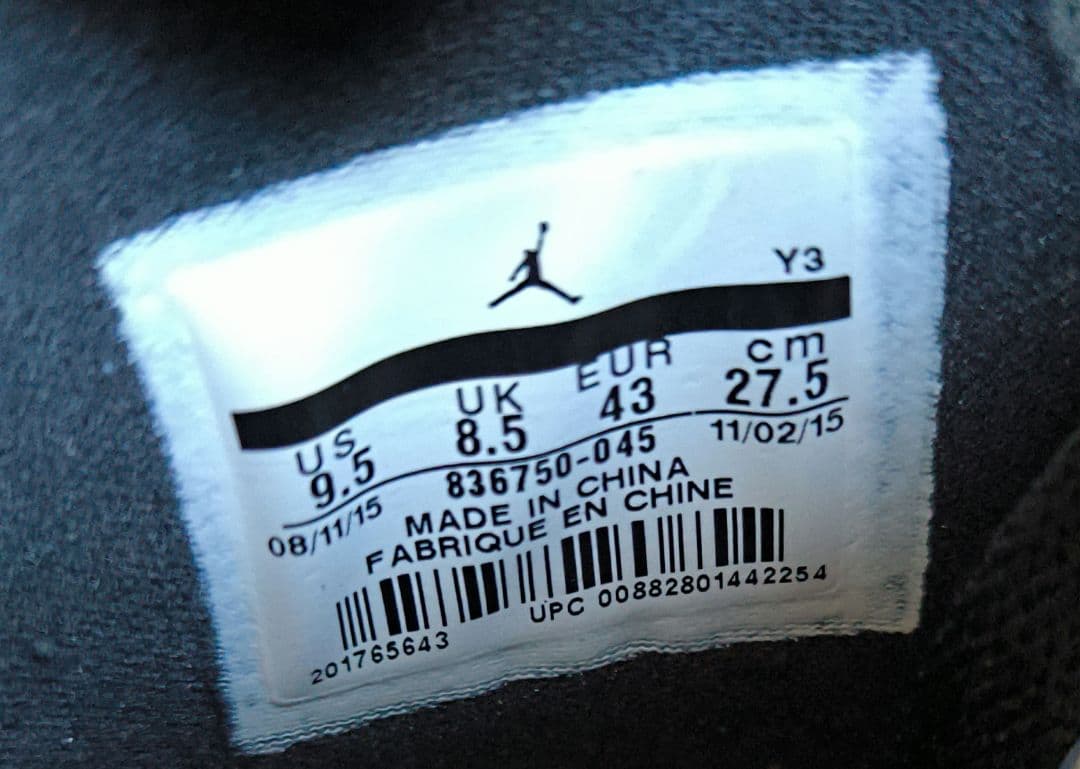 Y3
US UK EUR cm
9.5 8.5 43 27.5
08/11/15 836750-045 11/02/15
MADE IN CHINA
FABRIQUE EN CHINE
201765643 UPC 00882801442254